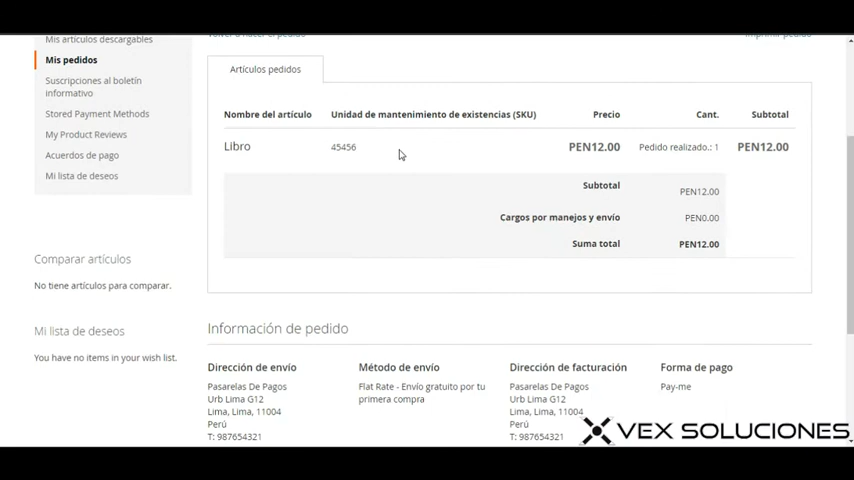 Mis artículos descargables
Mis pedidos
Suscripciones al boletín
informativo
Stored Payment Methods
My Product Reviews
Acuerdos de pago
Mi lista de deseos
Comparar artículos
No tiene artículos para comparar.
Mi lista de deseos
You have no items in your wish list.
Volver a hacer el pedido
Imprimir pedido
Artículos pedidos
Nombre del artículo Unidad de mantenimiento de existencias (SKU) Precio Cant. Subtotal
Libro 45456 PEN12.00 Pedido realizado.: 1 PEN12.00
Subtotal PEN12.00
Cargos por manejos y envío PEN0.00
Suma total PEN12.00
Información de pedido
Dirección de envío
Pasarelas De Pagos
Urb Lima G12
Lima, Lima, 11004
Perú
T: 987654321
Método de envío
Flat Rate - Envío gratuito por tu
primera compra
Dirección de facturación
Pasarelas De Pagos
Urb Lima G12
Lima, Lima, 11004
Perú
T: 987654321
Forma de pago
Pay-me
VEX SOLUCIONES